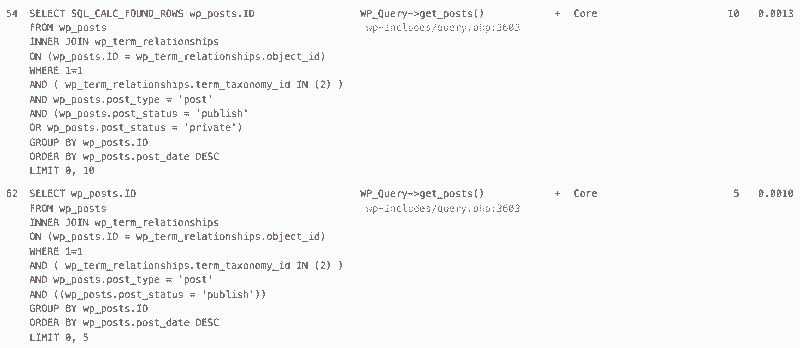 54 SELECT SQL_CALC_FOUND_ROWS wp_posts.ID WP_Query->get_posts() + Core 10 0.0013
FROM wp_posts wp-includes/query.php:3603
INNER JOIN wp_term_relationships
ON (wp_posts.ID = wp_term_relationships.object_id)
WHERE 1=1
AND ( wp_term_relationships.term_taxonomy_id IN (2) )
AND wp_posts.post_type = 'post'
AND (wp_posts.post_status = 'publish'
OR wp_posts.post_status = 'private')
GROUP BY wp_posts.ID
ORDER BY wp_posts.post_date DESC
LIMIT 0, 10
62 SELECT wp_posts.ID WP_Query->get_posts() + Core 5 0.0010
FROM wp_posts wp-includes/query.php:3603
INNER JOIN wp_term_relationships
ON (wp_posts.ID = wp_term_relationships.object_id)
WHERE 1=1
AND ( wp_term_relationships.term_taxonomy_id IN (2) )
AND wp_posts.post_type = 'post'
AND ((wp_posts.post_status = 'publish'))
GROUP BY wp_posts.ID
ORDER BY wp_posts.post_date DESC
LIMIT 0, 5